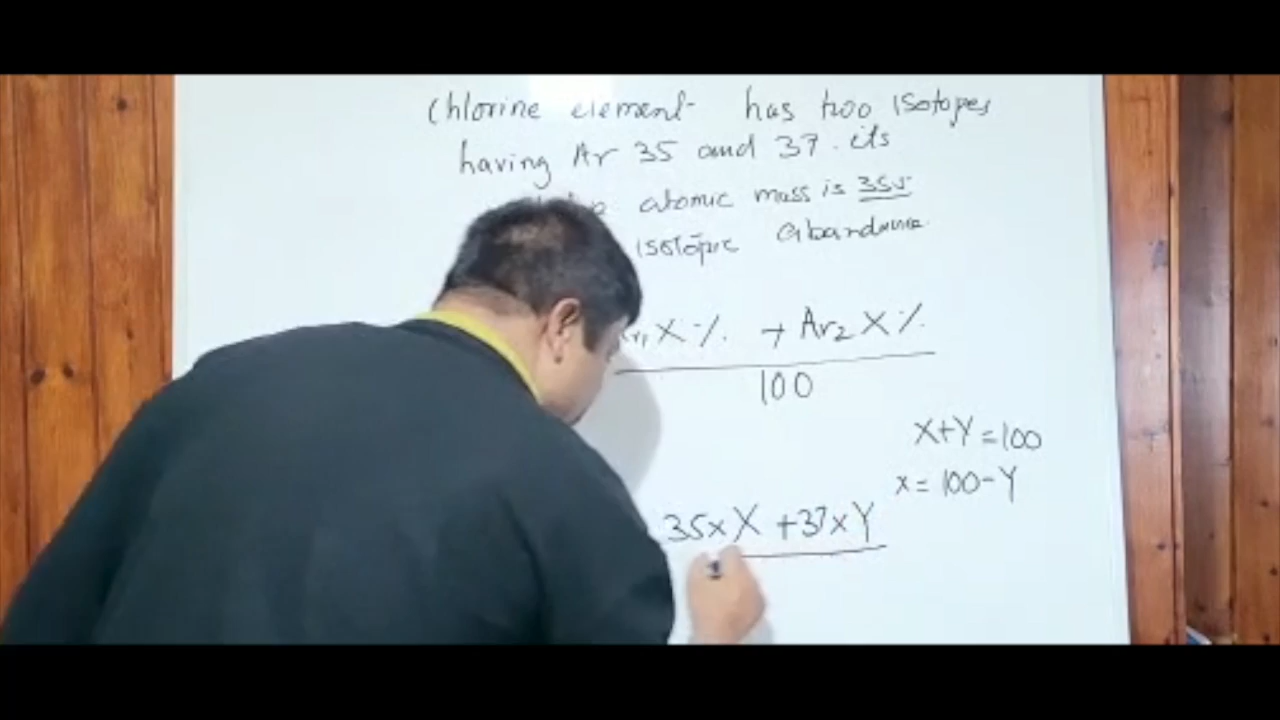 Chlorine element has two isotopes
having Ar 35 and 37. its
atomic mass is 35.5
isotopic abandance
X % + Ar2 X %
100
X+Y=100
x = 100-Y
35xX + 37xY